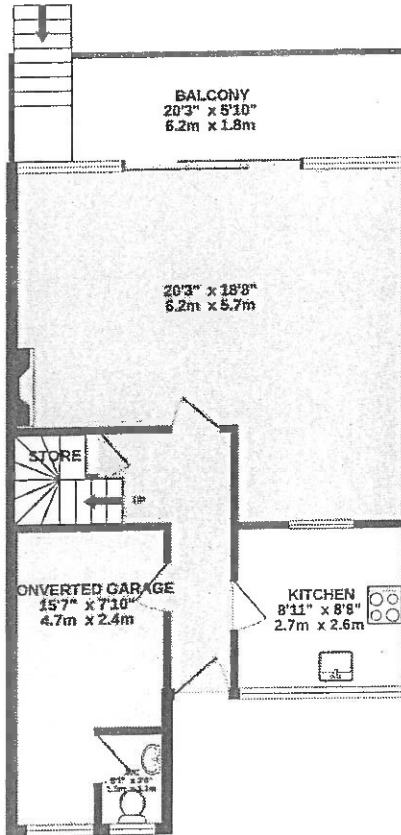 BALCONY
20'3" x 5'10"
6.2m x 1.8m
20'3" x 18'8"
6.2m x 5.7m
STORE
UP
ONVERTED GARAGE
15'7" x 7'10"
4.7m x 2.4m
KITCHEN
8'11" x 8'8"
2.7m x 2.6m